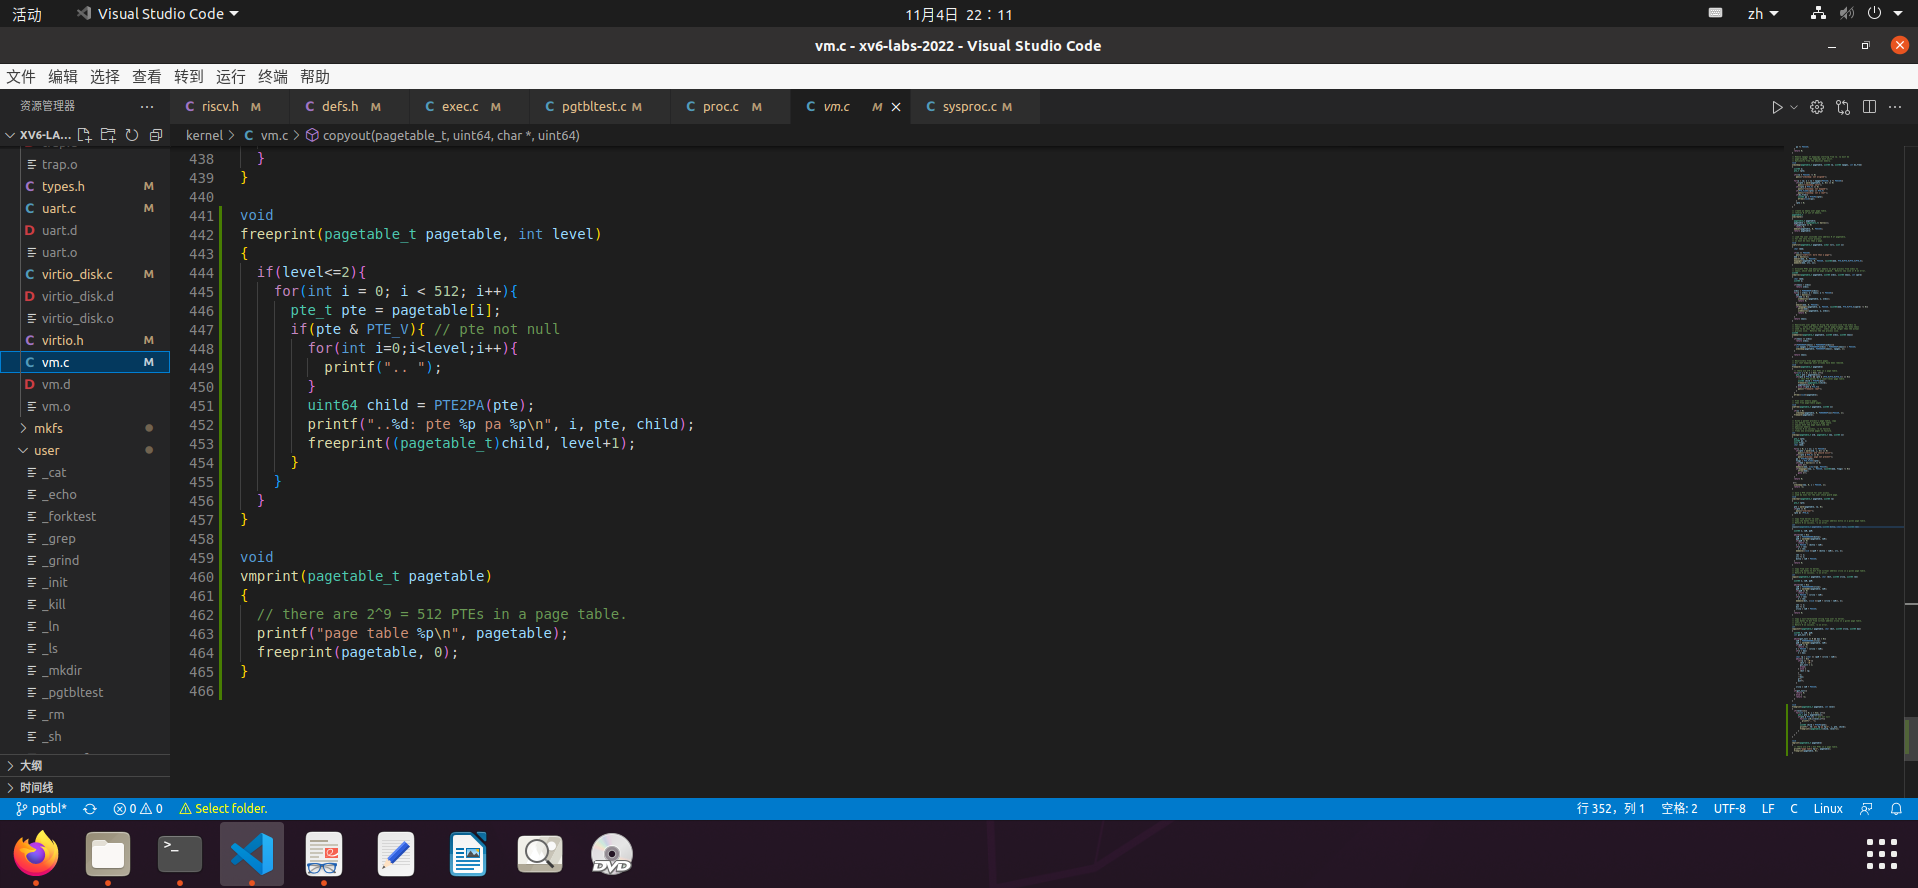 活动
Visual Studio Code
11月4日 22：11
zh
vm.c - xv6-labs-2022 - Visual Studio Code
文件 编辑 选择 查看 转到 运行 终端 帮助
资源管理器
riscv.h M
defs.h M
exec.c M
pgtbltest.c M
proc.c M
vm.c M
sysproc.c M
XV6-LA...
kernel > vm.c > copyout(pagetable_t, uint64, char *, uint64)
trap.o
C types.h M
C uart.c M
D uart.d
uart.o
C virtio_disk.c M
D virtio_disk.d
virtio_disk.o
C virtio.h M
C vm.c M
D vm.d
vm.o
mkfs
user
_cat
_echo
_forktest
_grep
_grind
_init
_kill
_ln
_ls
_mkdir
_pgtbltest
_rm
_sh
大纲
时间线
438 }
439 }
440
441 void
442 freeprint(pagetable_t pagetable, int level)
443 {
444 if(level<=2){
445 for(int i = 0; i < 512; i++){
446 pte_t pte = pagetable[i];
447 if(pte & PTE_V){ // pte not null
448 for(int i=0;i<level;i++){
449 printf(".. ");
450 }
451 uint64 child = PTE2PA(pte);
452 printf("..%d: pte %p pa %p\n", i, pte, child);
453 freeprint((pagetable_t)child, level+1);
454 }
455 }
456 }
457 }
458
459 void
460 vmprint(pagetable_t pagetable)
461 {
462 // there are 2^9 = 512 PTEs in a page table.
463 printf("page table %p\n", pagetable);
464 freeprint(pagetable, 0);
465 }
466
pgtbl*
0 0
Select folder.
行 352，列 1
空格: 2
UTF-8
LF
C
Linux
>_
DVD